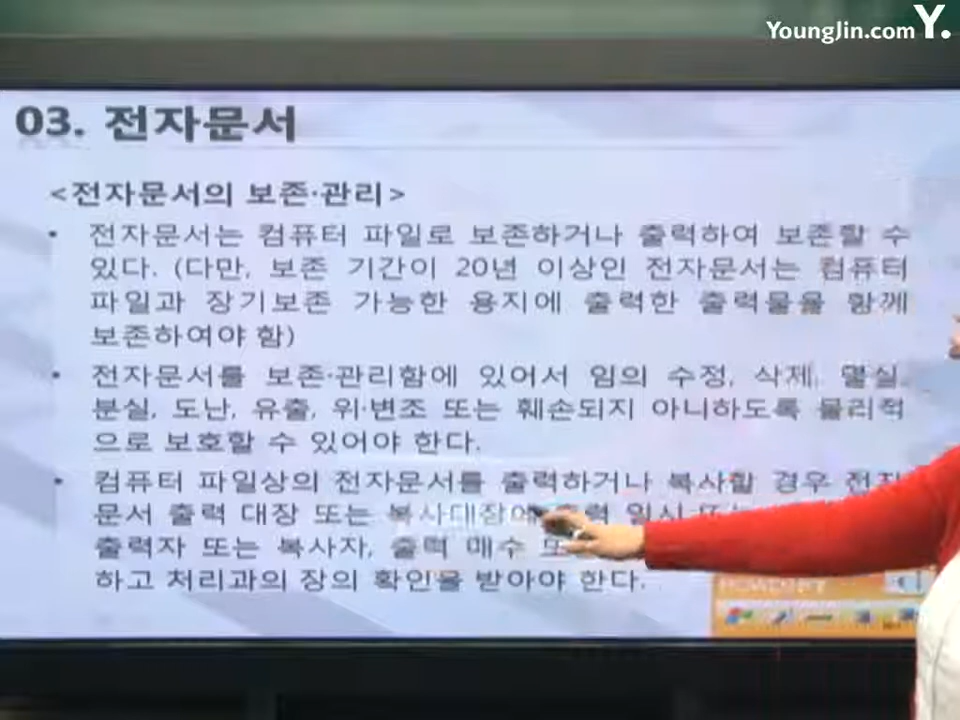 YoungJin.com Y.
03. 전자문서
<전자문서의 보존·관리>
• 전자문서는 컴퓨터 파일로 보존하거나 출력하여 보존할 수
있다. (다만, 보존 기간이 20년 이상인 전자문서는 컴퓨터
파일과 장기보존 가능한 용지에 출력한 출력물을 함께
보존하여야 함)
• 전자문서를 보존·관리함에 있어서 임의 수정, 삭제, 멸실,
분실, 도난, 유출, 위·변조 또는 훼손되지 아니하도록 물리적
으로 보호할 수 있어야 한다.
• 컴퓨터 파일상의 전자문서를 출력하거나 복사할 경우 전자
문서 출력 대장 또는 복사대장에 출력 일시 또는
출력자 또는 복사자, 출력 매수
하고 처리과의 장의 확인을 받아야 한다.